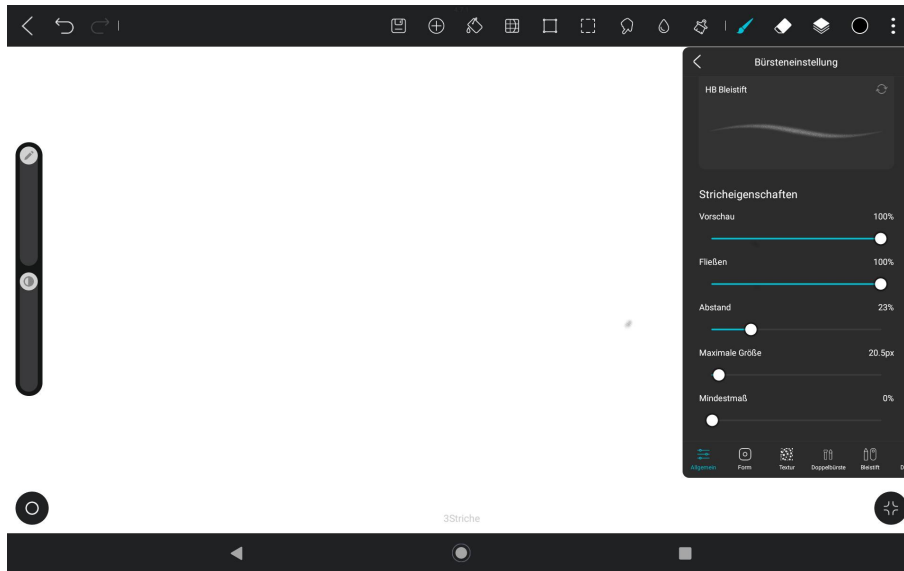 Bürsteneinstellung
HB Bleistift
Stricheigenschaften
Vorschau 100%
Fließen 100%
Abstand 23%
Maximale Größe 20.5px
Mindestmaß 0%
Allgemein Form Textur Doppelbürste Bleistift
3Striche